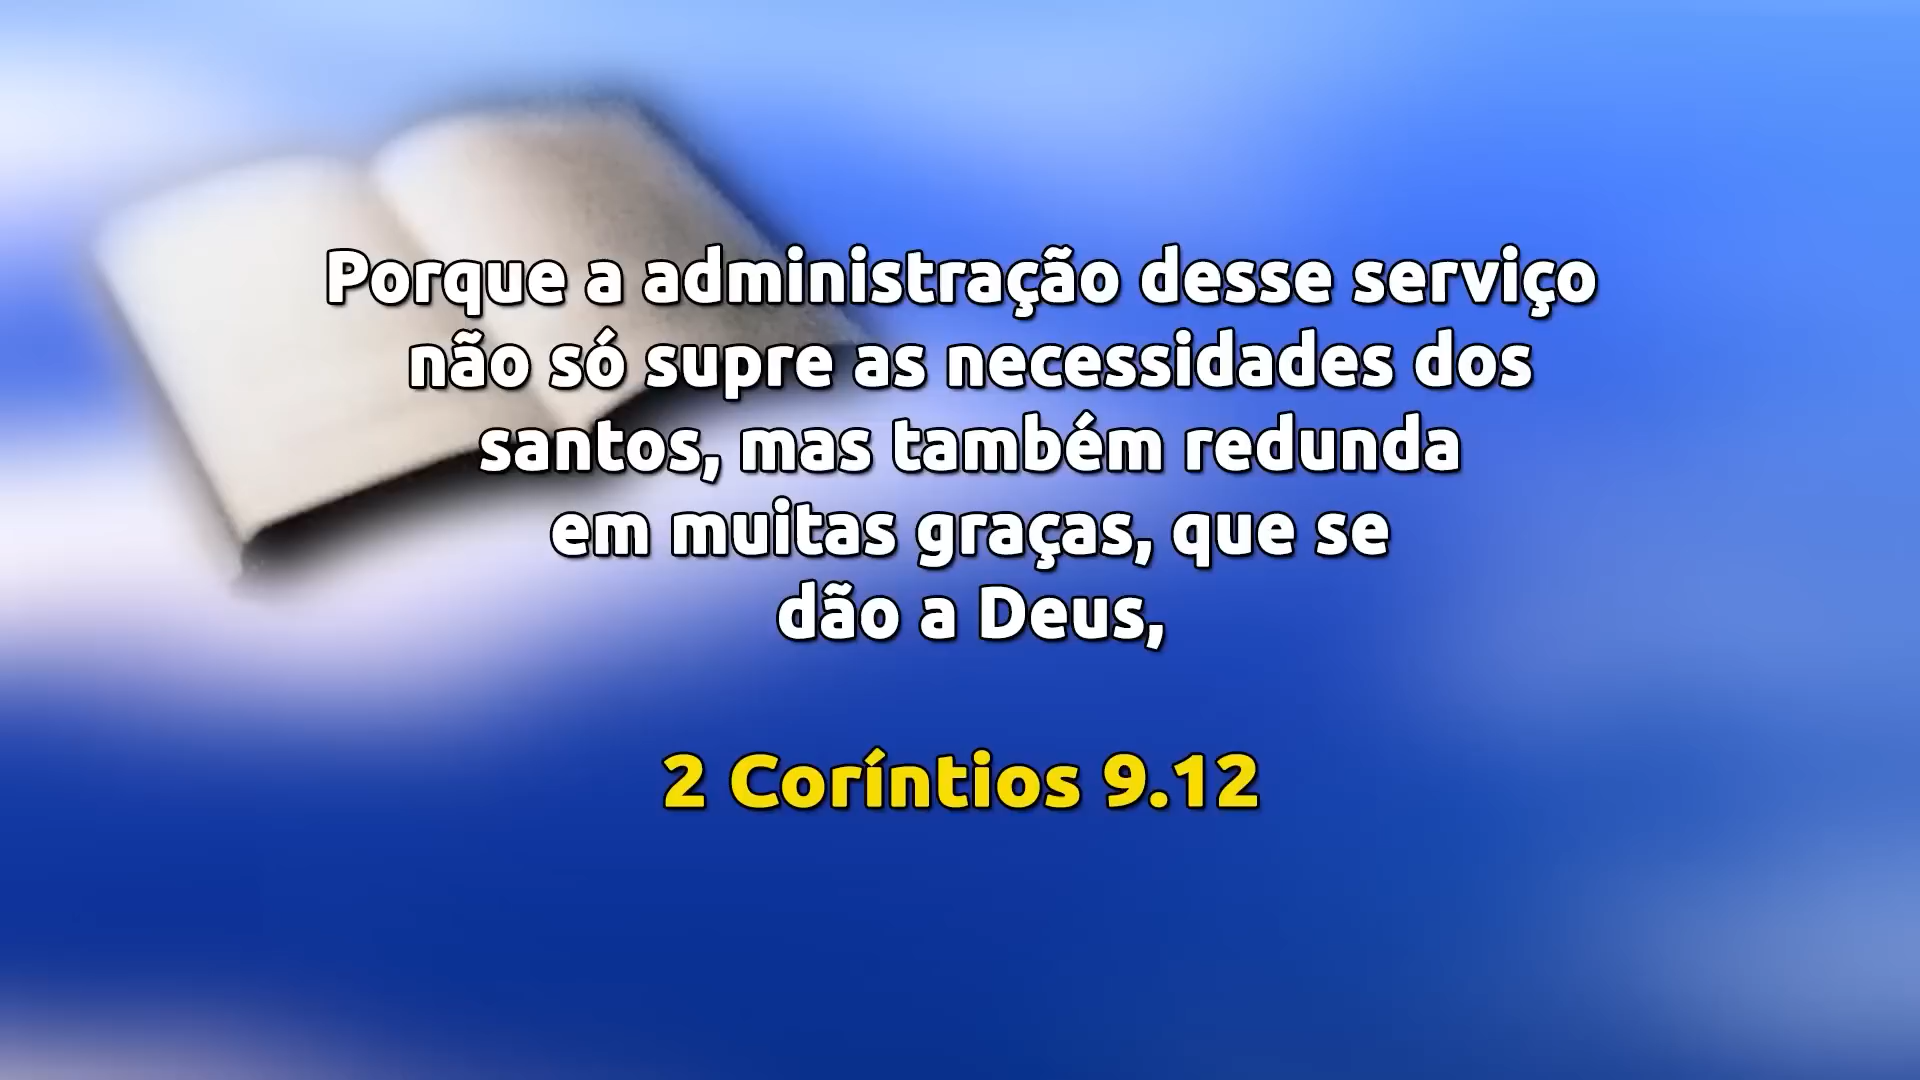 Porque a administração desse serviço
não só supre as necessidades dos
santos, mas também redunda
em muitas graças, que se
dão a Deus,
2 Coríntios 9.12